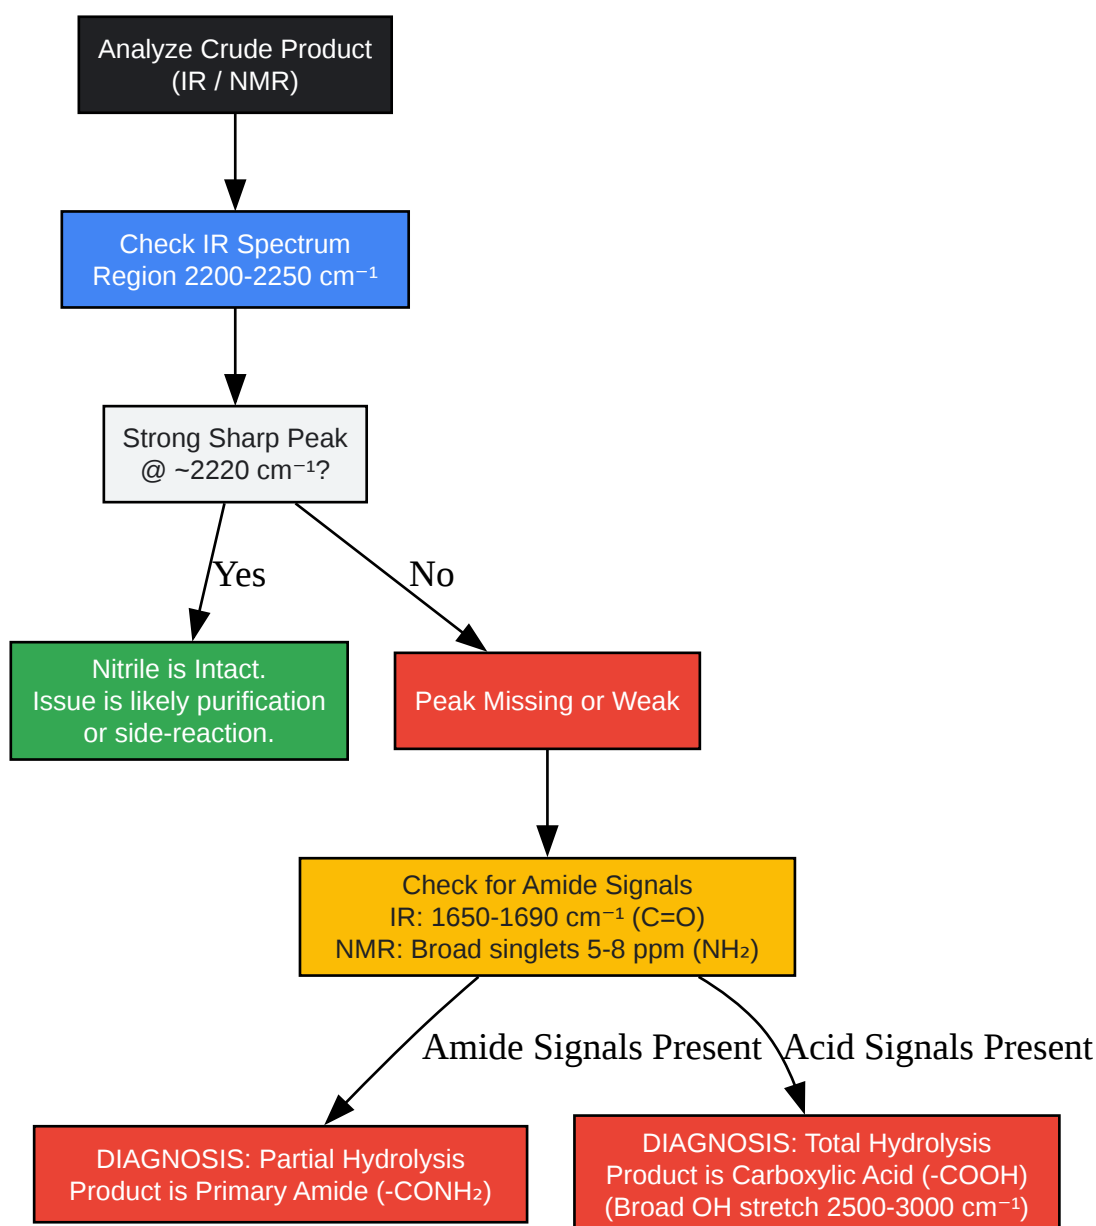 Analyze Crude Product
(IR / NMR)
Check IR Spectrum
Region 2200-2250 cm⁻¹
Strong Sharp Peak
@ ~2220 cm⁻¹?
Yes
No
Nitrile is Intact.
Issue is likely purification
or side-reaction.
Peak Missing or Weak
Check for Amide Signals
IR: 1650-1690 cm⁻¹ (C=O)
NMR: Broad singlets 5-8 ppm (NH₂)
Amide Signals Present
Acid Signals Present
DIAGNOSIS: Partial Hydrolysis
Product is Primary Amide (-CONH₂)
DIAGNOSIS: Total Hydrolysis
Product is Carboxylic Acid (-COOH)
(Broad OH stretch 2500-3000 cm⁻¹)